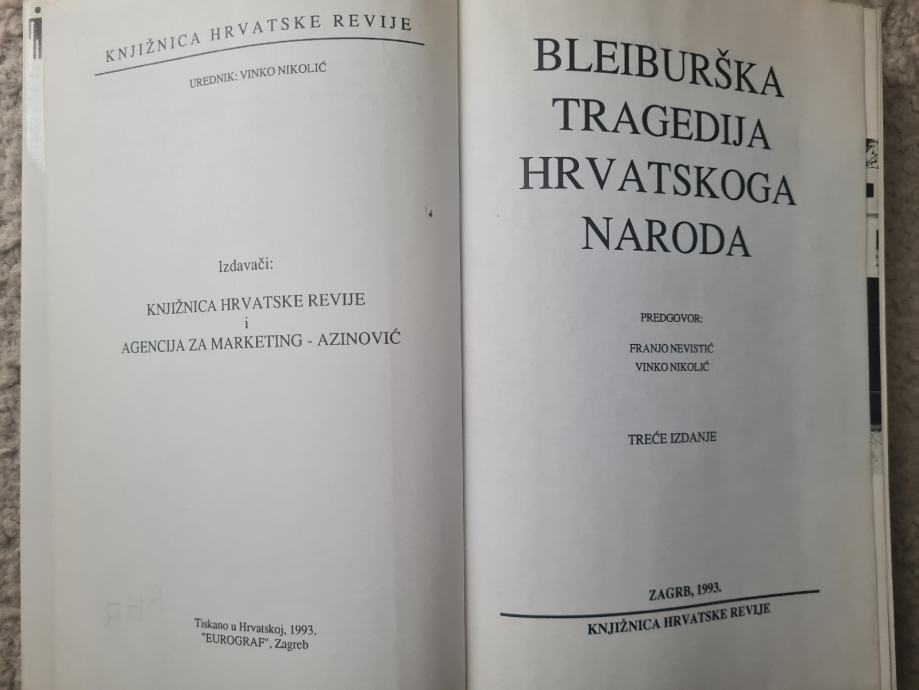 KNJIŽNICA HRVATSKE REVIJE
UREDNIK: VINKO NIKOLIĆ
Izdavači:
KNJIŽNICA HRVATSKE REVIJE
i
AGENCIJA ZA MARKETING - AZINOVIĆ
Tiskano u Hrvatskoj, 1993.
"EUROGRAF", Zagreb
BLEIBURŠKA
TRAGEDIJA
HRVATSKOGA
NARODA
PREDGOVOR:
FRANJO NEVISTIĆ
VINKO NIKOLIĆ
TREĆE IZDANJE
ZAGRB, 1993.
KNJIŽNICA HRVATSKE REVIJE